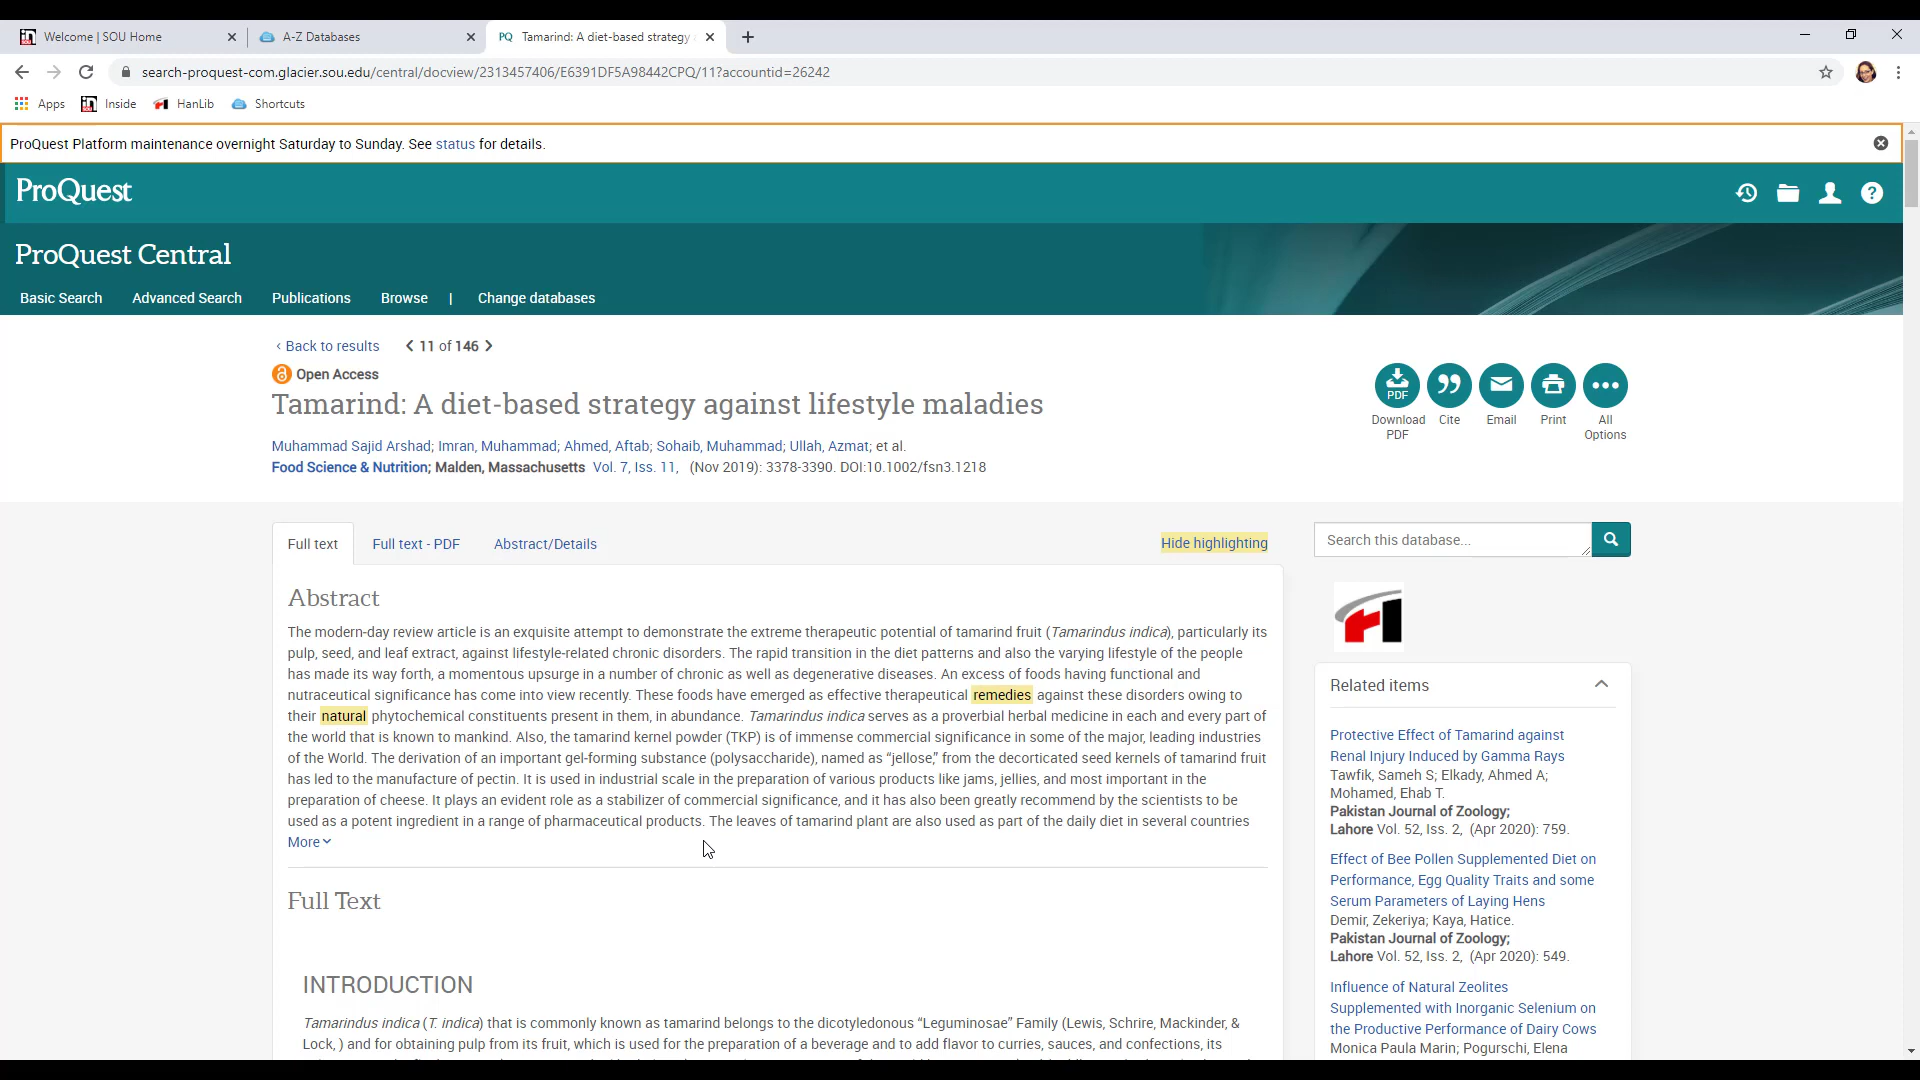 Welcome | SOU Home
A-Z Databases
PQ Tamarind: A diet-based strategy
search-proquest-com.glacier.sou.edu/central/docview/2313457406/E6391DF5A98442CPQ/11?accountid=26242
Apps Inside HanLib Shortcuts
ProQuest Platform maintenance overnight Saturday to Sunday. See status for details.
ProQuest
ProQuest Central
Basic Search Advanced Search Publications Browse | Change databases
‹ Back to results 11 of 146
Open Access
Tamarind: A diet-based strategy against lifestyle maladies
Muhammad Sajid Arshad; Imran, Muhammad; Ahmed, Aftab; Sohaib, Muhammad; Ullah, Azmat; et al.
Food Science & Nutrition; Malden, Massachusetts Vol. 7, Iss. 11, (Nov 2019): 3378-3390. DOI:10.1002/fsn3.1218
PDF
Download PDF
Cite
Email
Print
All Options
Full text Full text - PDF Abstract/Details Hide highlighting
Abstract
The modern-day review article is an exquisite attempt to demonstrate the extreme therapeutic potential of tamarind fruit (Tamarindus indica), particularly its
pulp, seed, and leaf extract, against lifestyle-related chronic disorders. The rapid transition in the diet patterns and also the varying lifestyle of the people
has made its way forth, a momentous upsurge in a number of chronic as well as degenerative diseases. An excess of foods having functional and
nutraceutical significance has come into view recently. These foods have emerged as effective therapeutical remedies against these disorders owing to
their natural phytochemical constituents present in them, in abundance. Tamarindus indica serves as a proverbial herbal medicine in each and every part of
the world that is known to mankind. Also, the tamarind kernel powder (TKP) is of immense commercial significance in some of the major, leading industries
of the World. The derivation of an important gel-forming substance (polysaccharide), named as “jellose,” from the decorticated seed kernels of tamarind fruit
has led to the manufacture of pectin. It is used in industrial scale in the preparation of various products like jams, jellies, and most important in the
preparation of cheese. It plays an evident role as a stabilizer of commercial significance, and it has also been greatly recommend by the scientists to be
used as a potent ingredient in a range of pharmaceutical products. The leaves of tamarind plant are also used as part of the daily diet in several countries
More
Full Text
INTRODUCTION
Tamarindus indica (T. indica) that is commonly known as tamarind belongs to the dicotyledonous “Leguminosae” Family (Lewis, Schrire, Mackinder, &
Lock, ) and for obtaining pulp from its fruit, which is used for the preparation of a beverage and to add flavor to curries, sauces, and confections, its
Search this database...
Related items
Protective Effect of Tamarind against
Renal Injury Induced by Gamma Rays
Tawfik, Sameh S; Elkady, Ahmed A;
Mohamed, Ehab T.
Pakistan Journal of Zoology;
Lahore Vol. 52, Iss. 2, (Apr 2020): 759.
Effect of Bee Pollen Supplemented Diet on
Performance, Egg Quality Traits and some
Serum Parameters of Laying Hens
Demir, Zekeriya; Kaya, Hatice.
Pakistan Journal of Zoology;
Lahore Vol. 52, Iss. 2, (Apr 2020): 549.
Influence of Natural Zeolites
Supplemented with Inorganic Selenium on
the Productive Performance of Dairy Cows
Monica Paula Marin; Pogurschi, Elena